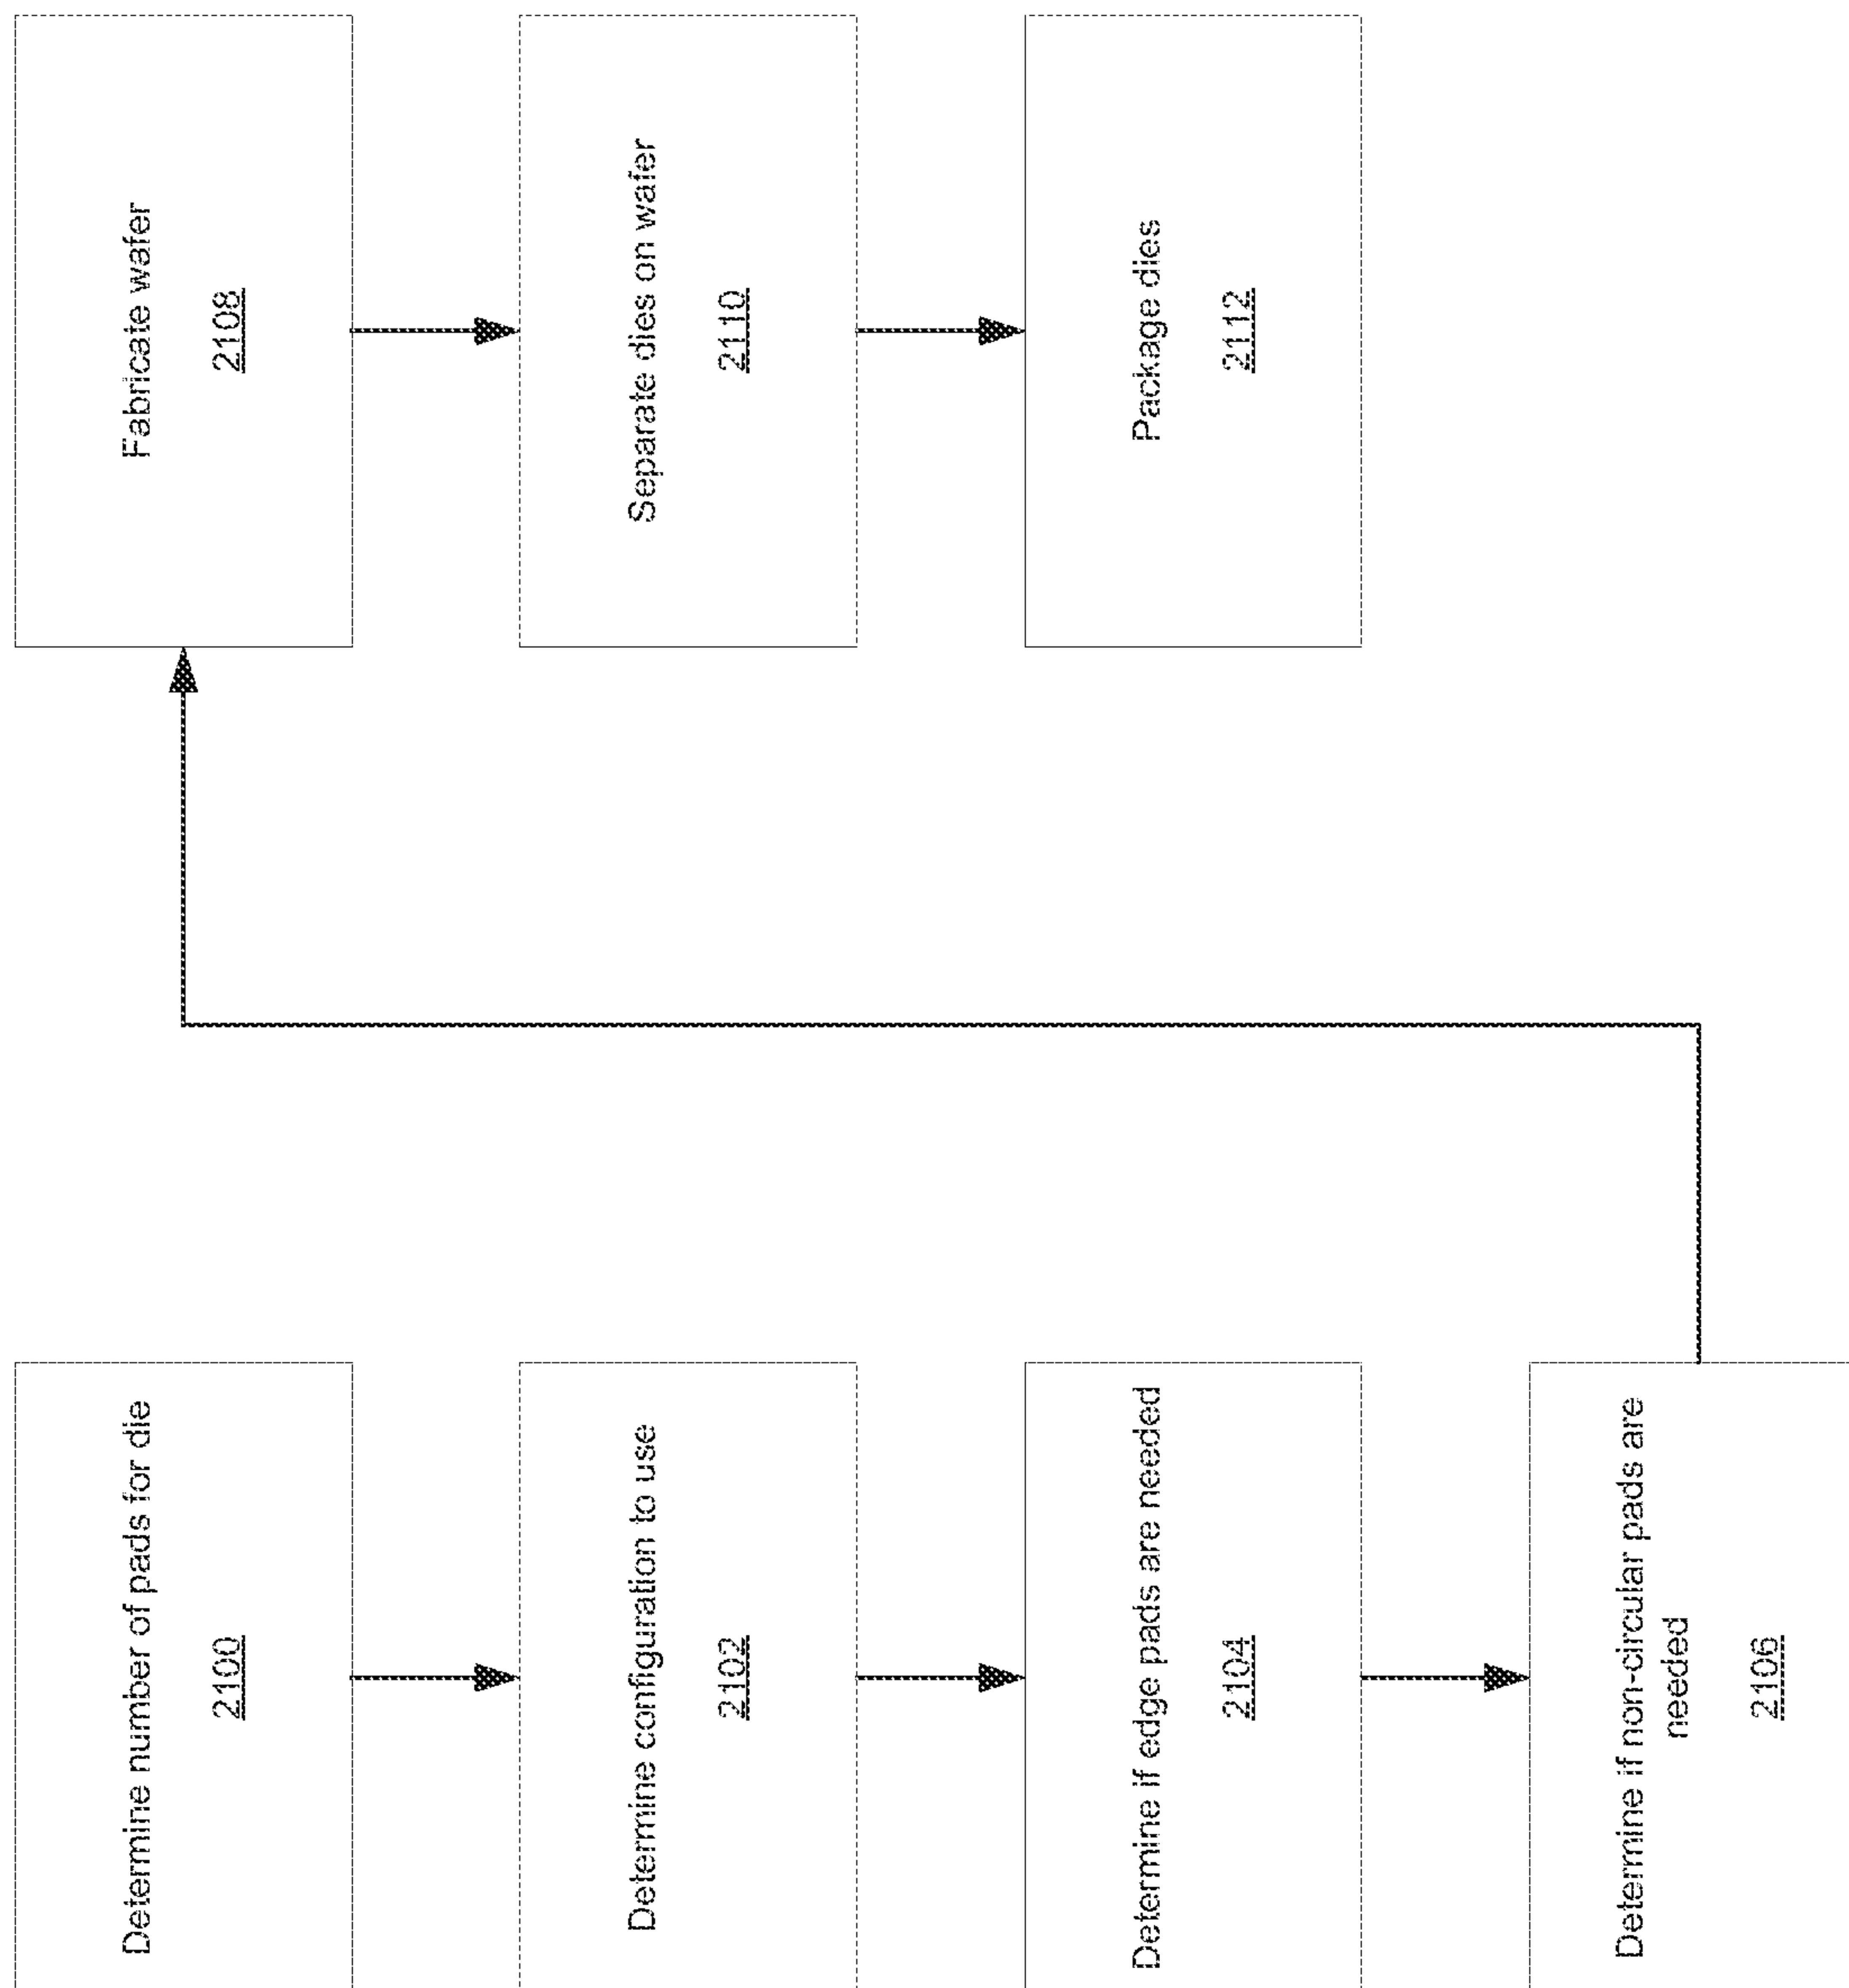 Determine number of pads for die
2100
Determine configuration to use
2102
Determine if edge pads are needed
2104
Determine if non-circular pads are
needed
2106
Fabricate wafer
2108
Separate dies on wafer
2110
Package dies
2112